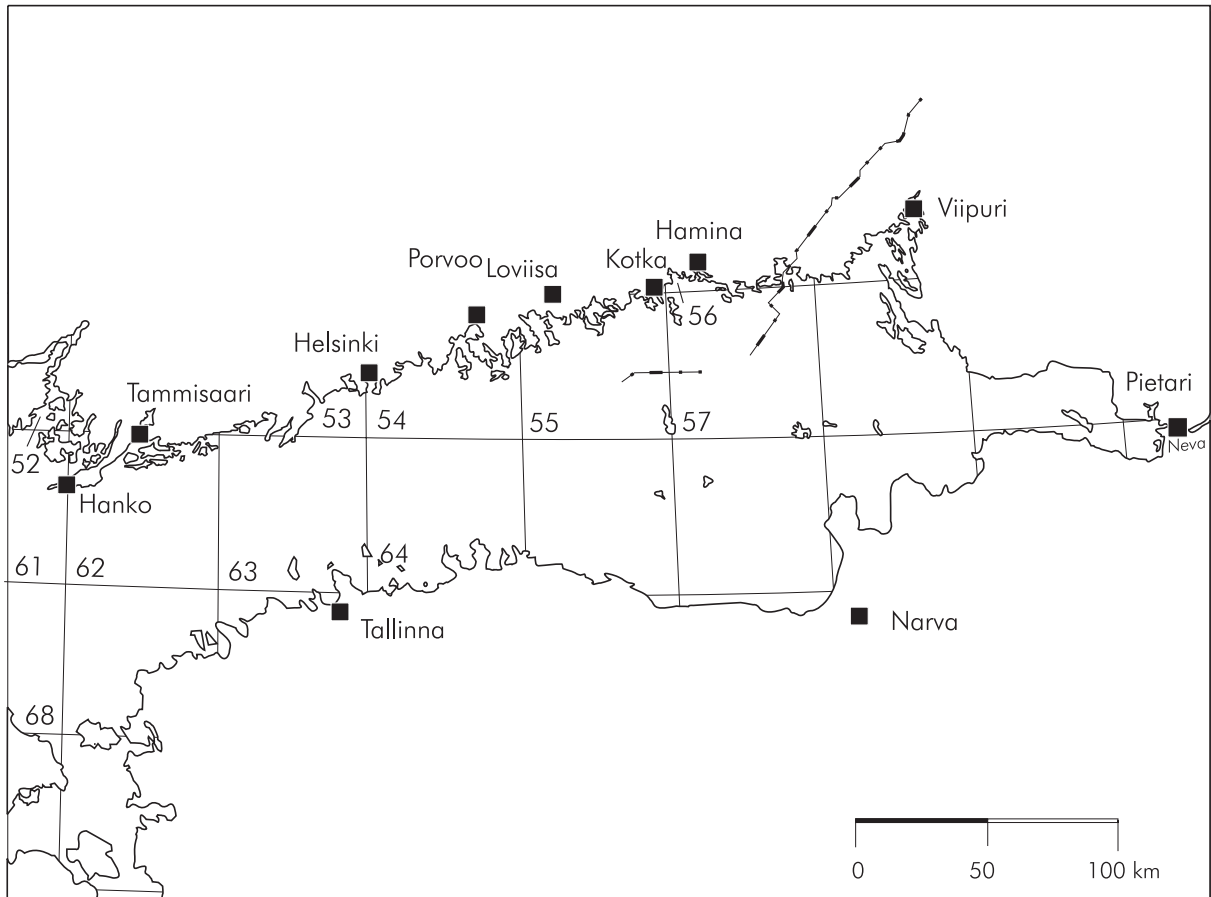 Viipuri
Hamina
Porvoo
Loviisa
Kotka
56
Helsinki
Tammisaari
Pietari
53
54
55
57
Neva
52
Hanko
61
62
63
64
Tallinna
Narva
68
0
50
100 km